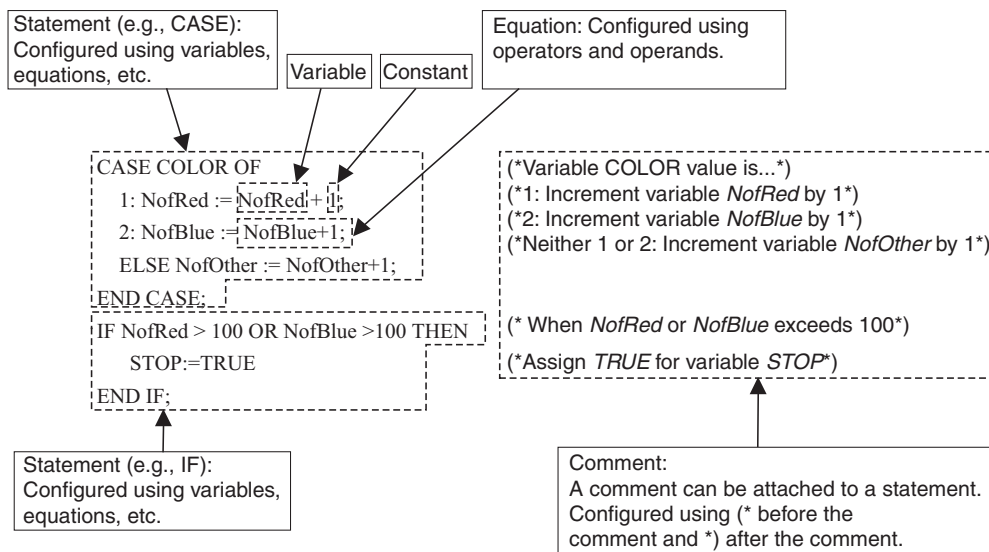 Statement (e.g., CASE):
Configured using variables,
equations, etc.
Variable
Constant
Equation: Configured using
operators and operands.
CASE COLOR OF
1: NofRed := NofRed + 1;
2: NofBlue := NofBlue+1;
ELSE NofOther := NofOther+1;
END CASE;
IF NofRed > 100 OR NofBlue >100 THEN
STOP:=TRUE
END IF;
(*Variable COLOR value is...*)
(*1: Increment variable NofRed by 1*)
(*2: Increment variable NofBlue by 1*)
(*Neither 1 or 2: Increment variable NofOther by 1*)
(* When NofRed or NofBlue exceeds 100*)
(*Assign TRUE for variable STOP*)
Statement (e.g., IF):
Configured using variables,
equations, etc.
Comment:
A comment can be attached to a statement.
Configured using (* before the
comment and *) after the comment.